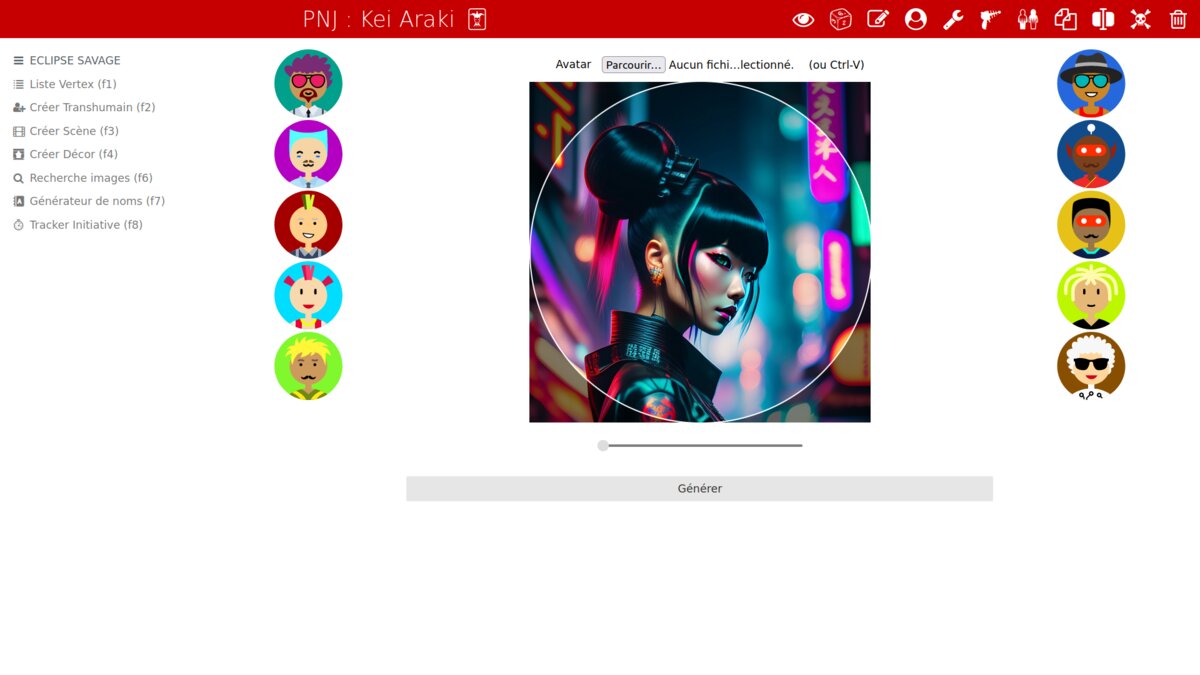 PNJ : Kei Araki
ECLIPSE SAVAGE
Liste Vertex (f1)
Créer Transhumain (f2)
Créer Scène (f3)
Créer Décor (f4)
Recherche images (f6)
Générateur de noms (f7)
Tracker Initiative (f8)
Avatar Parcourir... Aucun fichi...lectionné. (ou Ctrl-V)
Générer